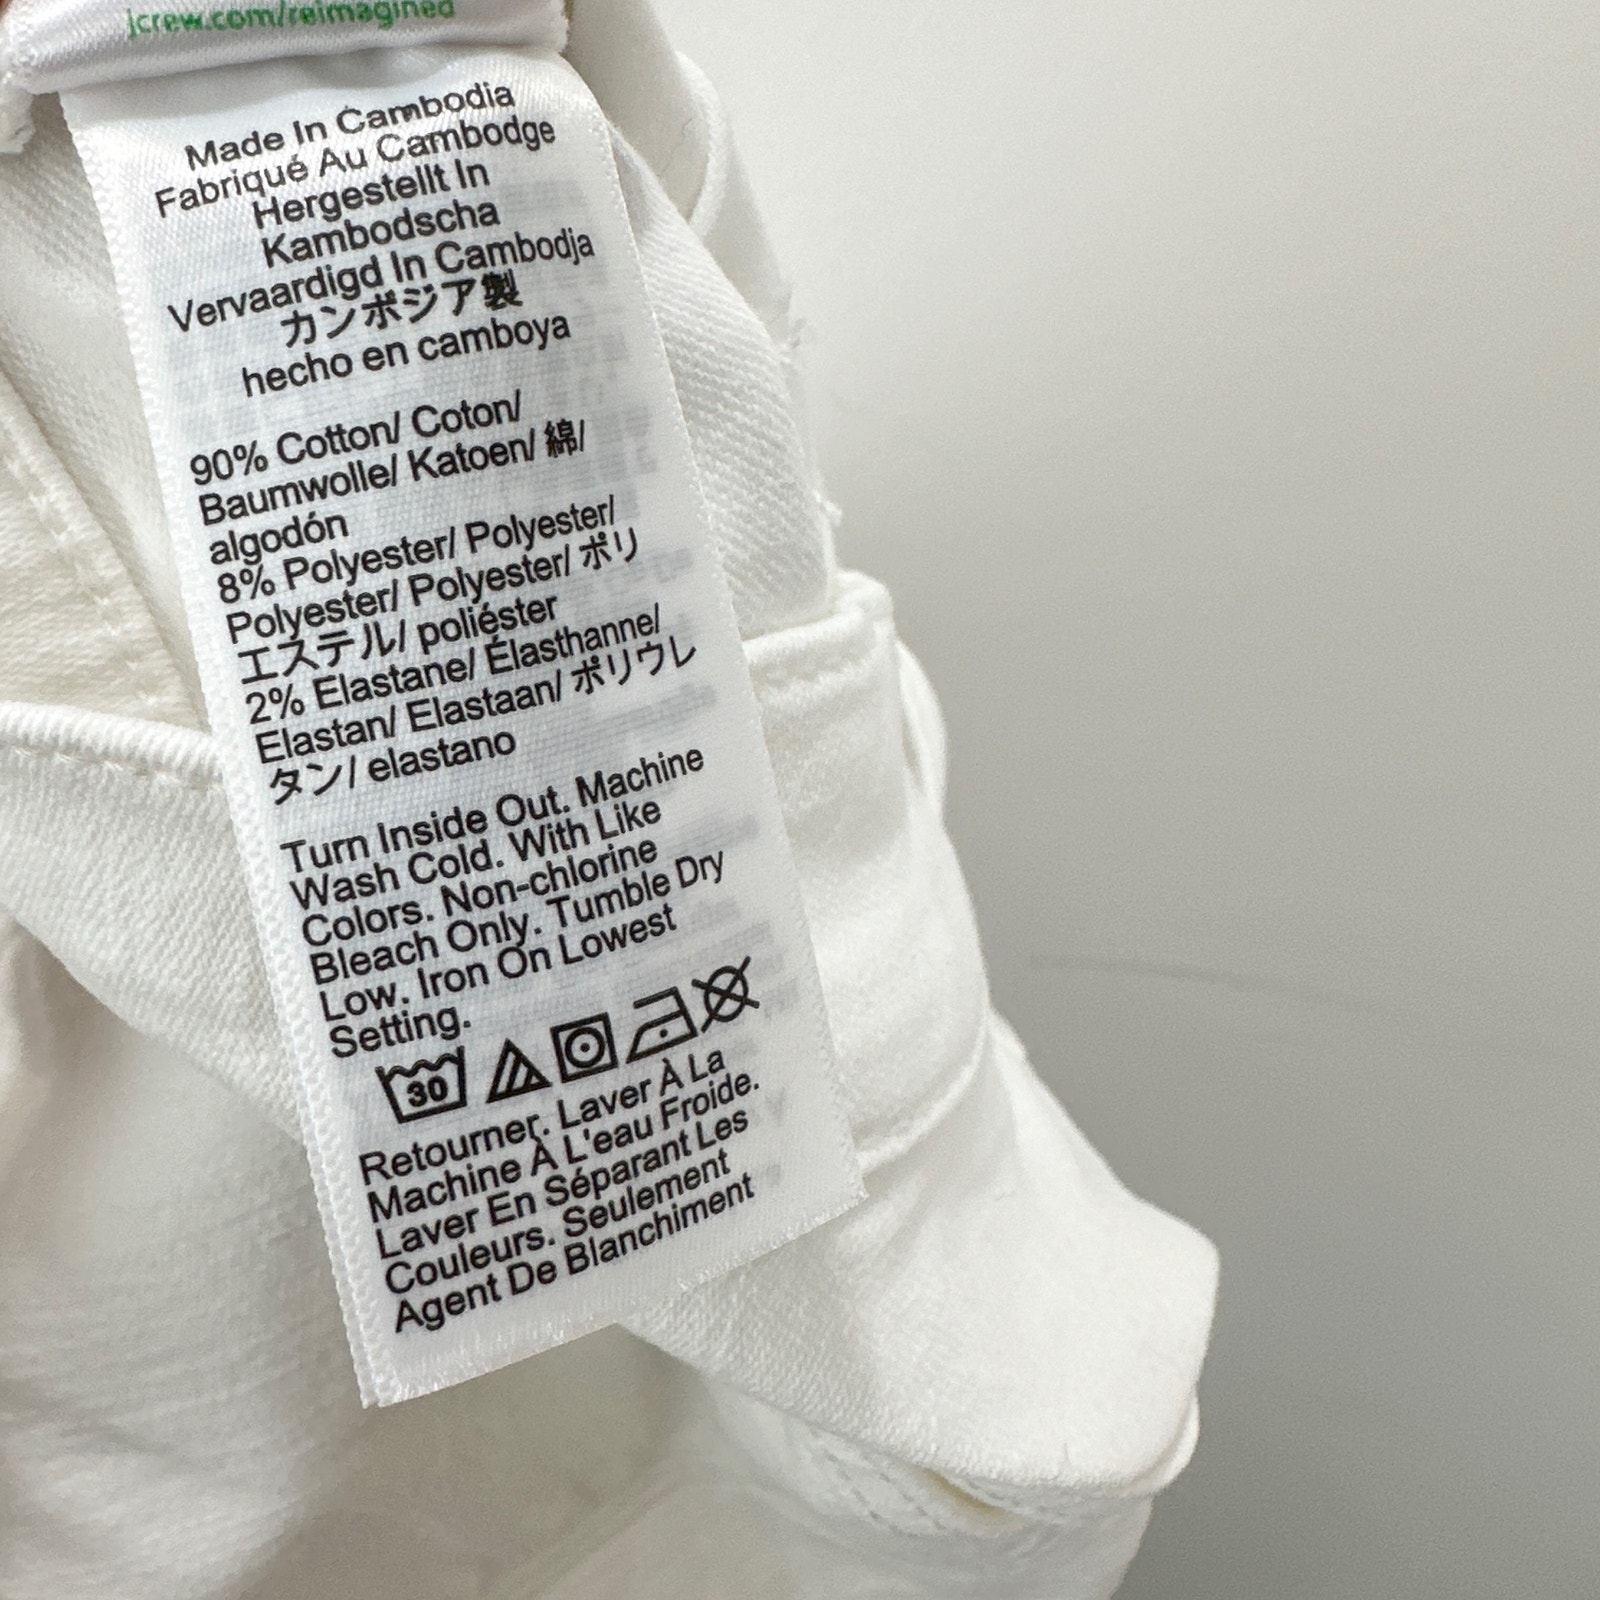 jcrew.com/reimagined
Made In Cambodia
Fabriqué Au Cambodge
Hergestellt In
Kambodscha
Vervaardigd In Cambodja
カンボジア製
hecho en camboya
90% Cotton/ Coton/
Baumwolle/ Katoen/ 綿/
algodón
8% Polyester/ Polyester/
Polyester/ Polyester/ ポリ
エステル/ poliéster
2% Elastane/ Élasthanne/
Elastan/ Elastaan/ ポリウレ
タン/ elastano
Turn Inside Out. Machine
Wash Cold. With Like
Colors. Non-chlorine
Bleach Only. Tumble Dry
Low. Iron On Lowest
Setting.
30
Retourner. Laver À La
Machine À L'eau Froide.
Laver En Séparant Les
Couleurs. Seulement
Agent De Blanchiment